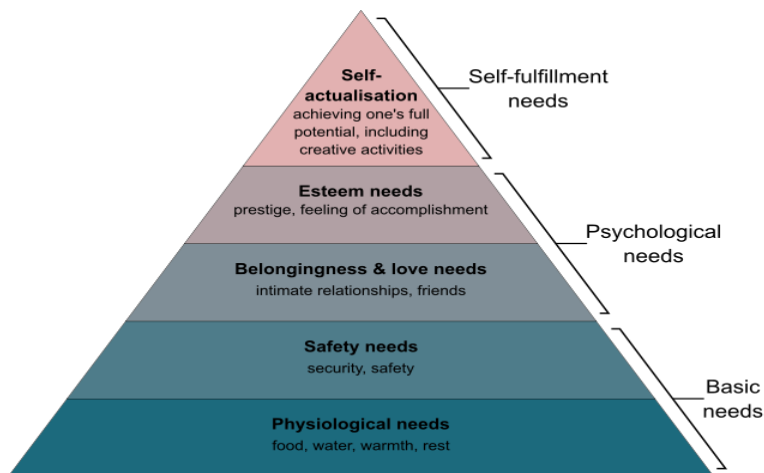 Self-
actualisation
achieving one's full
potential, including
creative activities
Self-fulfillment
needs
Esteem needs
prestige, feeling of accomplishment
Psychological
needs
Belongingness & love needs
intimate relationships, friends
Safety needs
security, safety
Basic
needs
Physiological needs
food, water, warmth, rest